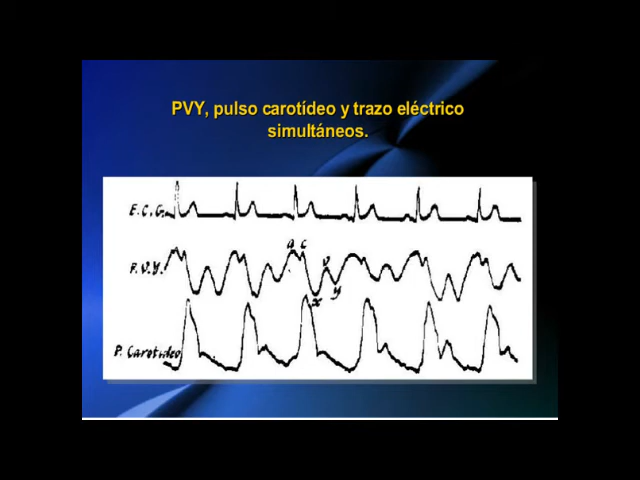 PVY, pulso carotídeo y trazo eléctrico
simultáneos.
E.C.G.
a c
P.V.Y.
v
y
x
P. Carotídeo